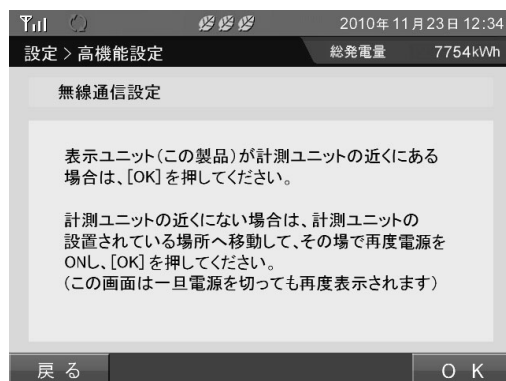 2010年11月23日 12:34
設定 > 高機能設定
総発電量 7754kWh
無線通信設定
表示ユニット(この製品)が計測ユニットの近くにある
場合は、[OK]を押してください。
計測ユニットの近くにない場合は、計測ユニットの
設置されている場所へ移動して、その場で再度電源を
ONし、[OK]を押してください。
(この画面は一旦電源を切っても再度表示されます)
戻る
OK